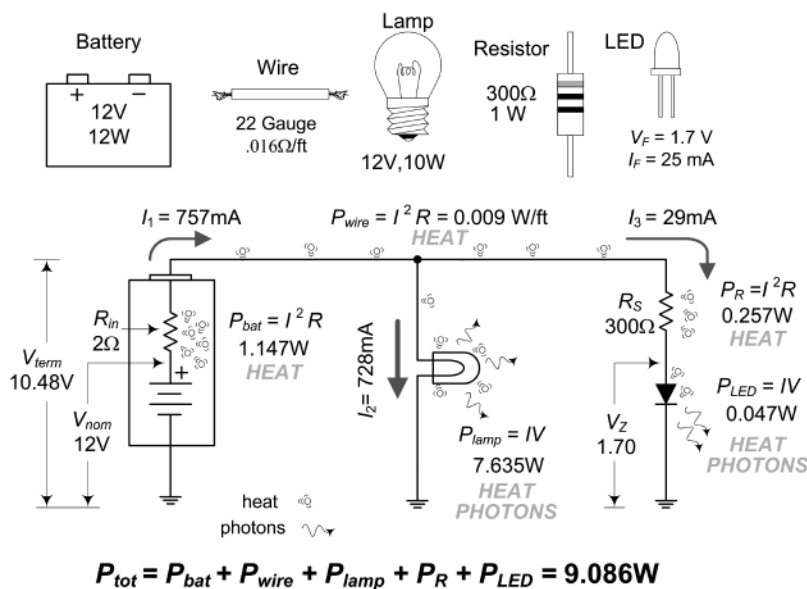 Battery
+ −
12V
12W
Wire
22 Gauge
.016Ω/ft
Lamp
12V,10W
Resistor
300Ω
1 W
LED
V_F = 1.7 V
I_F = 25 mA
I_1 = 757mA
P_wire = I^2 R = 0.009 W/ft
HEAT
I_3 = 29mA
V_term
10.48V
R_in
2Ω
V_nom
12V
+
P_bat = I^2 R
1.147W
HEAT
I_2 = 728mA
P_lamp = IV
7.635W
HEAT
PHOTONS
R_S
300Ω
P_R = I^2R
0.257W
HEAT
V_Z
1.70
P_LED = IV
0.047W
HEAT
PHOTONS
heat
photons
P_tot = P_bat + P_wire + P_lamp + P_R + P_LED = 9.086W